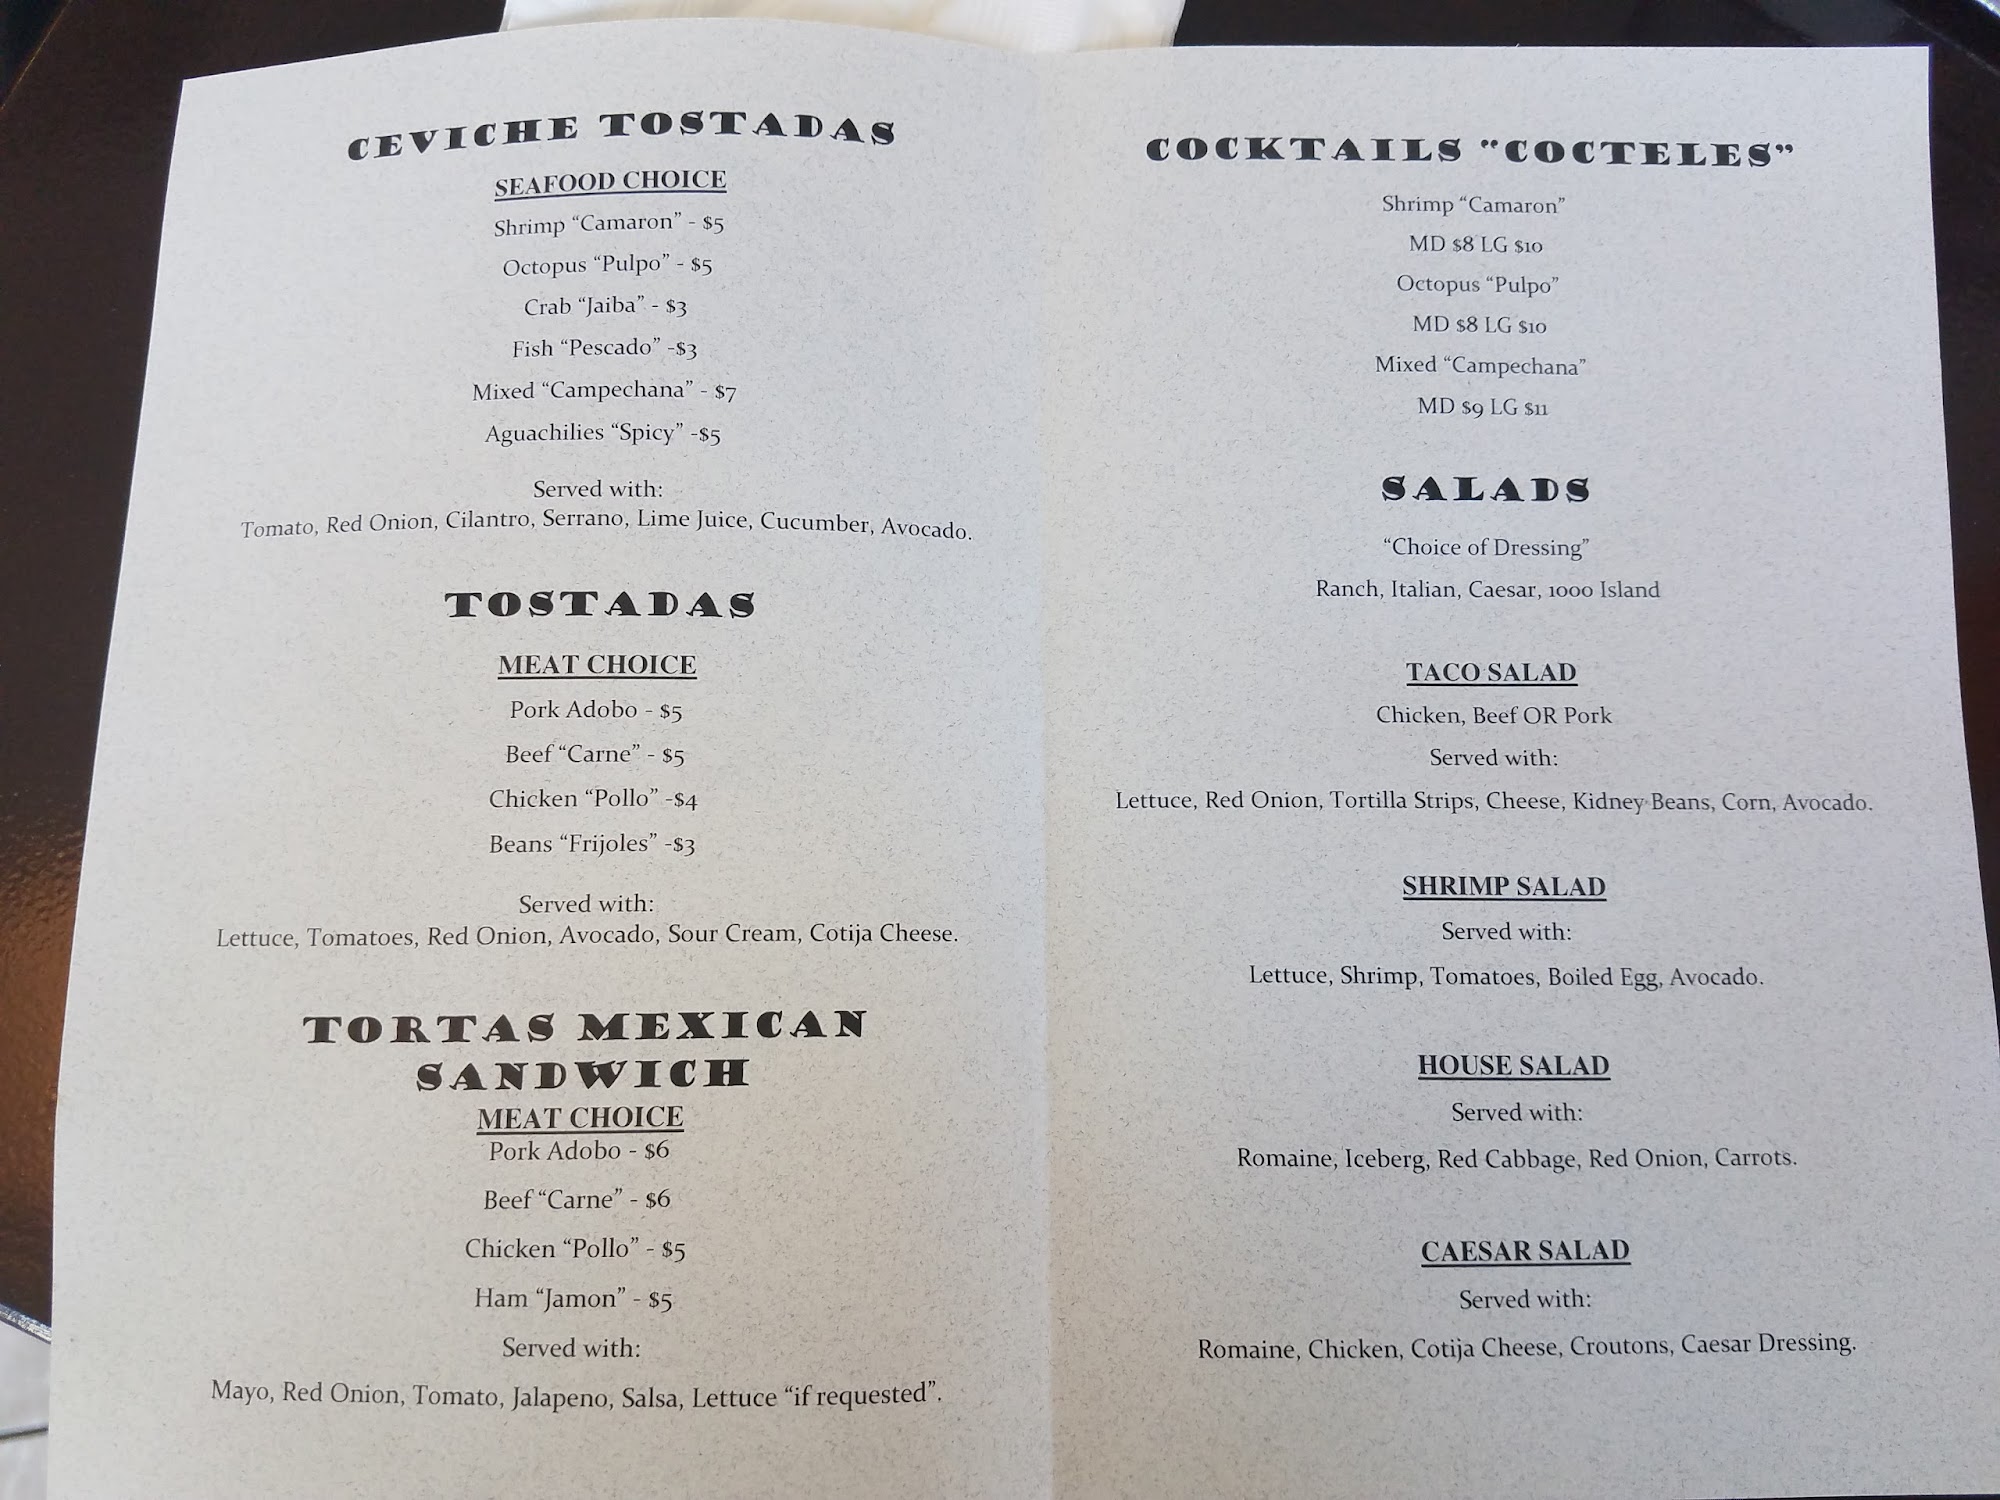 CEVICHE TOSTADAS
SEAFOOD CHOICE
Shrimp “Camaron” - $5
Octopus “Pulpo” - $5
Crab “Jaiba” - $3
Fish “Pescado” -$3
Mixed “Campechana” - $7
Aguachilies “Spicy” -$5
Served with:
Tomato, Red Onion, Cilantro, Serrano, Lime Juice, Cucumber, Avocado.
TOSTADAS
MEAT CHOICE
Pork Adobo - $5
Beef “Carne” - $5
Chicken “Pollo” -$4
Beans “Frijoles” -$3
Served with:
Lettuce, Tomatoes, Red Onion, Avocado, Sour Cream, Cotija Cheese.
TORTAS MEXICAN
SANDWICH
MEAT CHOICE
Pork Adobo - $6
Beef “Carne” - $6
Chicken “Pollo” - $5
Ham “Jamon” - $5
Served with:
Mayo, Red Onion, Tomato, Jalapeno, Salsa, Lettuce “if requested”.
COCKTAILS "COCTELES”
Shrimp “Camaron”
MD $8 LG $10
Octopus “Pulpo”
MD $8 LG $10
Mixed “Campechana”
MD $9 LG $11
SALADS
“Choice of Dressing”
Ranch, Italian, Caesar, 1000 Island
TACO SALAD
Chicken, Beef OR Pork
Served with:
Lettuce, Red Onion, Tortilla Strips, Cheese, Kidney Beans, Corn, Avocado.
SHRIMP SALAD
Served with:
Lettuce, Shrimp, Tomatoes, Boiled Egg, Avocado.
HOUSE SALAD
Served with:
Romaine, Iceberg, Red Cabbage, Red Onion, Carrots.
CAESAR SALAD
Served with:
Romaine, Chicken, Cotija Cheese, Croutons, Caesar Dressing.